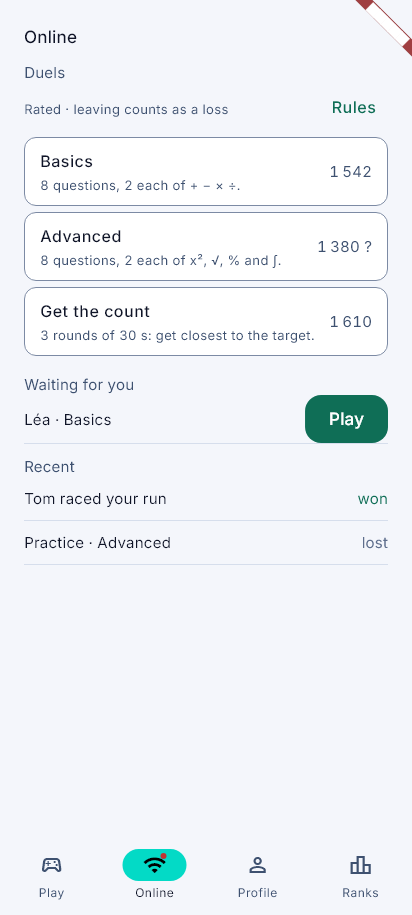 Online
Duels
Rated · leaving counts as a loss
Rules
Basics
8 questions, 2 each of + − × ÷.
1 542
Advanced
8 questions, 2 each of x², √, % and ∫.
1 380 ?
Get the count
3 rounds of 30 s: get closest to the target.
1 610
Waiting for you
Léa · Basics
Play
Recent
Tom raced your run
won
Practice · Advanced
lost
Play
Online
Profile
Ranks